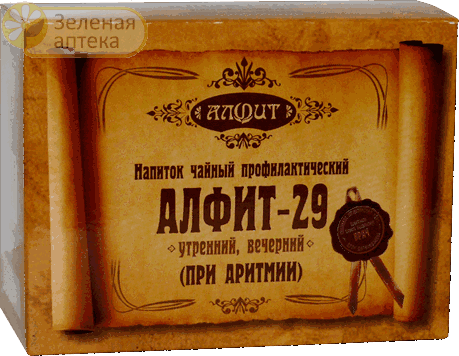 Зеленая
аптека
АЛФИТ
Напиток чайный профилактический
АЛФИТ-29
утренний, вечерний
(ПРИ АРИТМИИ)